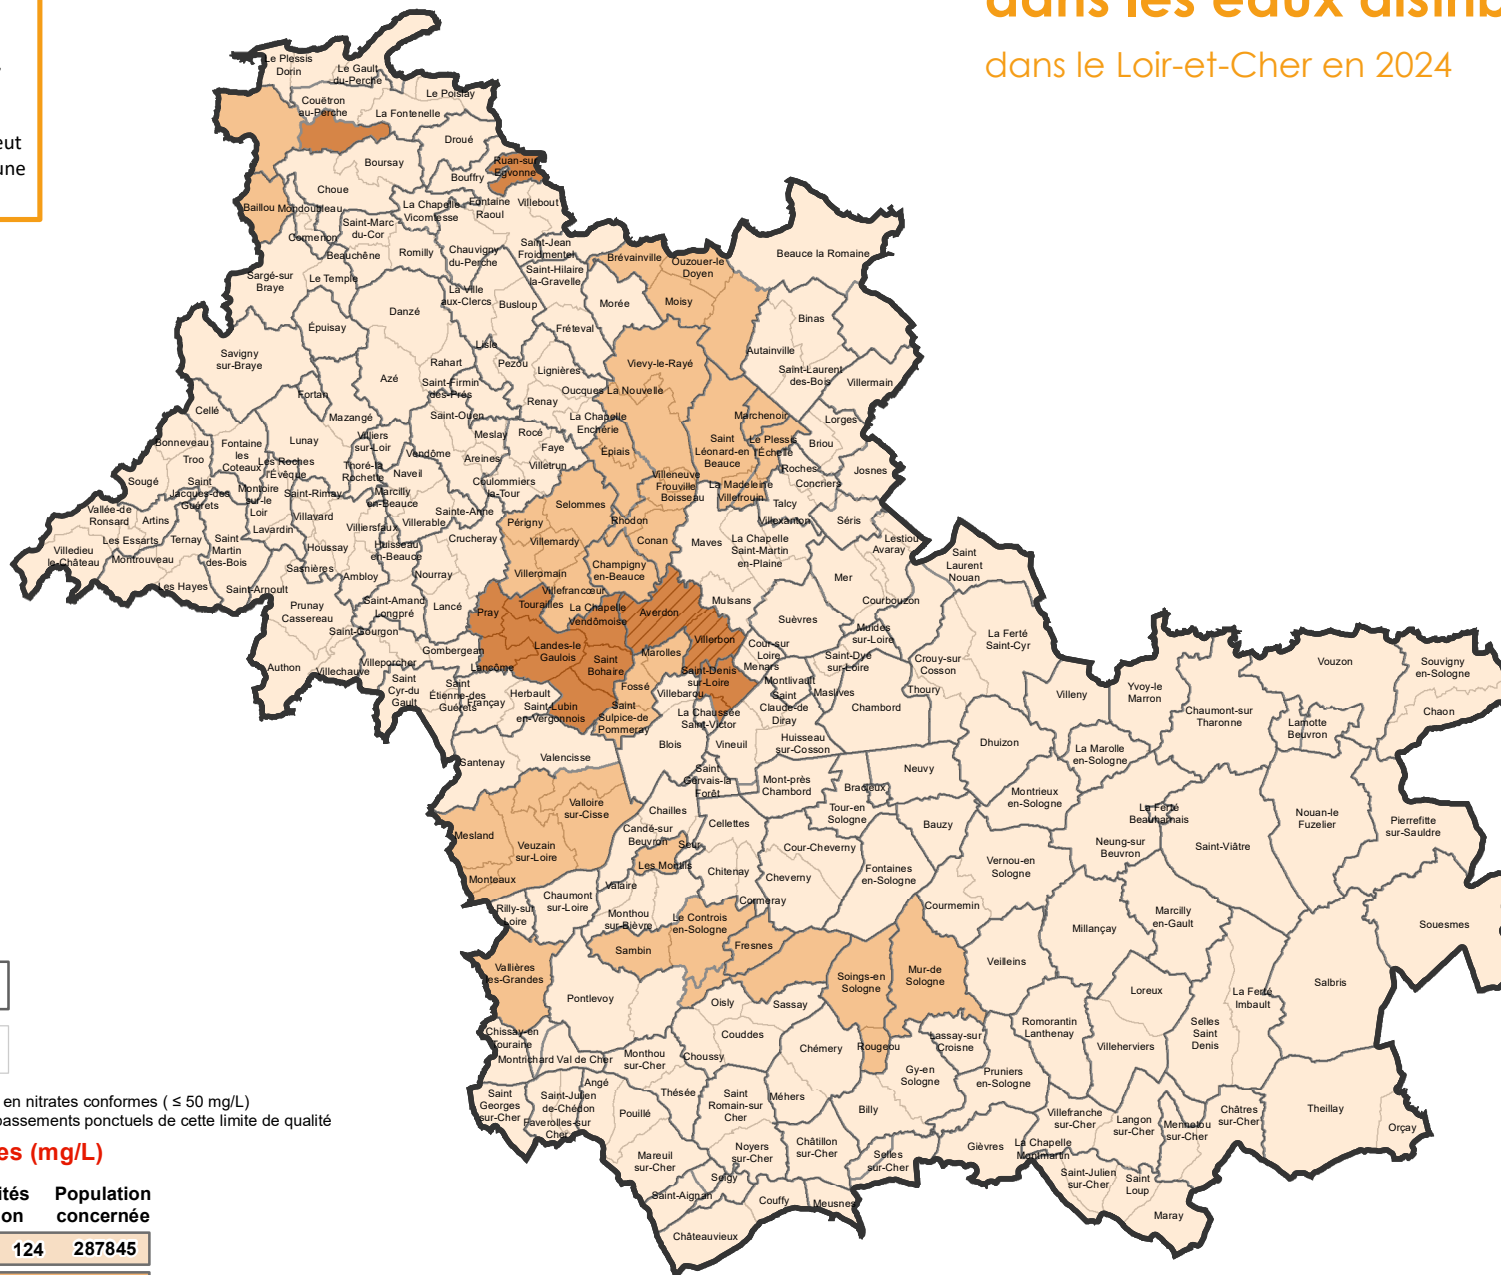 dans le Loir-et-Cher en 2024
Le Plessis
Dorin
Le Gault
du-Perche
Le Poislay
Couëtron
au-Perche
La Fontenelle
eut
une
Droué
Boursay
Ruan-sur
Egvonne
Bouffry
Choue
Baillou
Mondoubleau
La Chapelle
Vicomtesse
Fontaine
Raoul
Villebout
Saint-Marc
du-Cor
Cormenon
Beauchêne
Romilly
Chauvigny
du-Perche
Saint-Jean
Froidmentel
Saint-Hilaire
la-Gravelle
Brévainville
Ouzouer-le
Doyen
Beauce la Romaine
Sargé-sur
Braye
Le Temple
La Ville
aux-Clercs
Busloup
Morée
Moisy
Danzé
Binas
Épuisay
Fréteval
Savigny
sur-Braye
Lisle
Rahart
Pezou
Lignières
Vievy-le-Rayé
Autainville
Saint-Laurent
des-Bois
Villermain
Azé
Saint-Firmin
des-Prés
Oucques La Nouvelle
Fortan
Renay
Cellé
Mazangé
Saint-Ouen
La Chapelle
Enchérie
Marchenoir
Lorges
Bonneveau
Fontaine
les
Coteaux
Lunay
Villiers
sur-Loir
Meslay
Rocé
Faye
Saint
Léonard-en
Beauce
Le Plessis
l'Échelle
Briou
Troo
Les Roches
l'Évêque
Thoré-la
Rochette
Vendôme
Areines
Villetrun
Épiais
Roches
Josnes
Naveil
Sougé
Saint
Jacques-des
Guérets
Montoire
sur-le
Loir
Saint-Rimay
Marcilly
en-Beauce
Coulommiers
la-Tour
Villeneuve
Frouville
Boisseau
La Madeleine
Villefrouin
Concriers
Talcy
Vallée-de
Ronsard
Artins
Lavardin
Villavard
Villiersfaux
Villerable
Sainte-Anne
Selommes
Périgny
Rhodon
Villexanton
Séris
Les Essarts
Ternay
Saint
Martin
des-Bois
Houssay
Huisseau
en-Beauce
Crucheray
Villemardy
Conan
Maves
La Chapelle
Saint-Martin
en-Plaine
Lestiou
Avaray
Villedieu
le-Château
Montrouveau
Sasnières
Ambloy
Nourray
Villeromain
Champigny
en-Beauce
Mer
Saint
Laurent
Nouan
Les Hayes
Saint-Arnoult
Villefrancœur
Prunay
Cassereau
Saint-Amand
Longpré
Lancé
Pray
Tourailles
La Chapelle
Vendômoise
Averdon
Mulsans
Courbouzon
Suèvres
Saint-Gourgon
Villerbon
Muides
sur-Loire
La Ferté
Saint-Cyr
Authon
Villechauve
Villeporcher
Gombergean
Lancôme
Landes-le
Gaulois
Saint
Bohaire
Marolles
Cour-sur
Loire
Menars
Saint-Dyé
sur-Loire
Crouy-sur
Cosson
Saint
Cyr-du
Gault
Saint
Étienne-des
Guérets
Françay
Herbault
Saint-Lubin
en-Vergonnois
Fossé
Saint-Denis
sur-Loire
Villebarou
Montlivault
Saint
Claude-de
Diray
Maslives
Thoury
Chambord
Villeny
Yvoy-le
Marron
Vouzon
Souvigny
en-Sologne
Saint
Sulpice-de
Pommeray
La Chaussée
Saint-Victor
Chaumont-sur
Tharonne
Lamotte
Beuvron
Chaon
Santenay
Valencisse
Blois
Vineuil
Huisseau
sur-Cosson
Dhuizon
La Marolle
en-Sologne
Saint
Gervais-la
Forêt
Mont-près
Chambord
Bracieux
Neuvy
Montrieux
en-Sologne
Valloire
sur-Cisse
Chailles
Tour-en
Sologne
La Ferté
Beauharnais
Nouan-le
Fuzelier
Pierrefitte
sur-Sauldre
Mesland
Veuzain
sur-Loire
Candé-sur
Beuvron
Seur
Cellettes
Bauzy
Neung-sur
Beuvron
Saint-Viâtre
Les Montils
Cour-Cheverny
Vernou-en
Sologne
Monteaux
Valaire
Chitenay
Cheverny
Fontaines
en-Sologne
Chaumont
sur-Loire
Cormeray
Courmemin
Rilly-sur
Loire
Monthou
sur-Bièvre
Le Controis
en-Sologne
Millançay
Marcilly
en-Gault
Souesmes
Sambin
Fresnes
Vallières
les-Grandes
Soings-en
Sologne
Mur-de
Sologne
Veilleins
Salbris
Pontlevoy
Oisly
Sassay
Loreux
La Ferté
Imbault
Chissay-en
Touraine
Couddes
Chémery
Rougeou
Lassay-sur
Croisne
Romorantin
Lanthenay
Villeherviers
Selles
Saint
Denis
Montrichard Val de Cher
Monthou
sur-Cher
Choussy
Gy-en
Sologne
Pruniers
en-Sologne
Angé
Saint
Georges
sur-Cher
Saint-Julien
de-Chédon
Faverolles-sur
Cher
Pouillé
Thésée
Saint
Romain-sur
Cher
Méhers
Billy
Villefranche
sur-Cher
Langon
sur-Cher
Mennetou
sur-Cher
Châtres
sur-Cher
Theillay
Orçay
en nitrates conformes ( ≤ 50 mg/L)
passements ponctuels de cette limite de qualité
Mareuil
sur-Cher
Noyers
sur-Cher
Châtillon
sur-Cher
Selles
sur-Cher
Gièvres
La Chapelle
Montmartin
es (mg/L)
Saint-Aignan
Seigy
Couffy
Meusnes
Saint-Julien
sur-Cher
Saint
Loup
Maray
Châteauvieux
ités Population
on concernée
124 287845